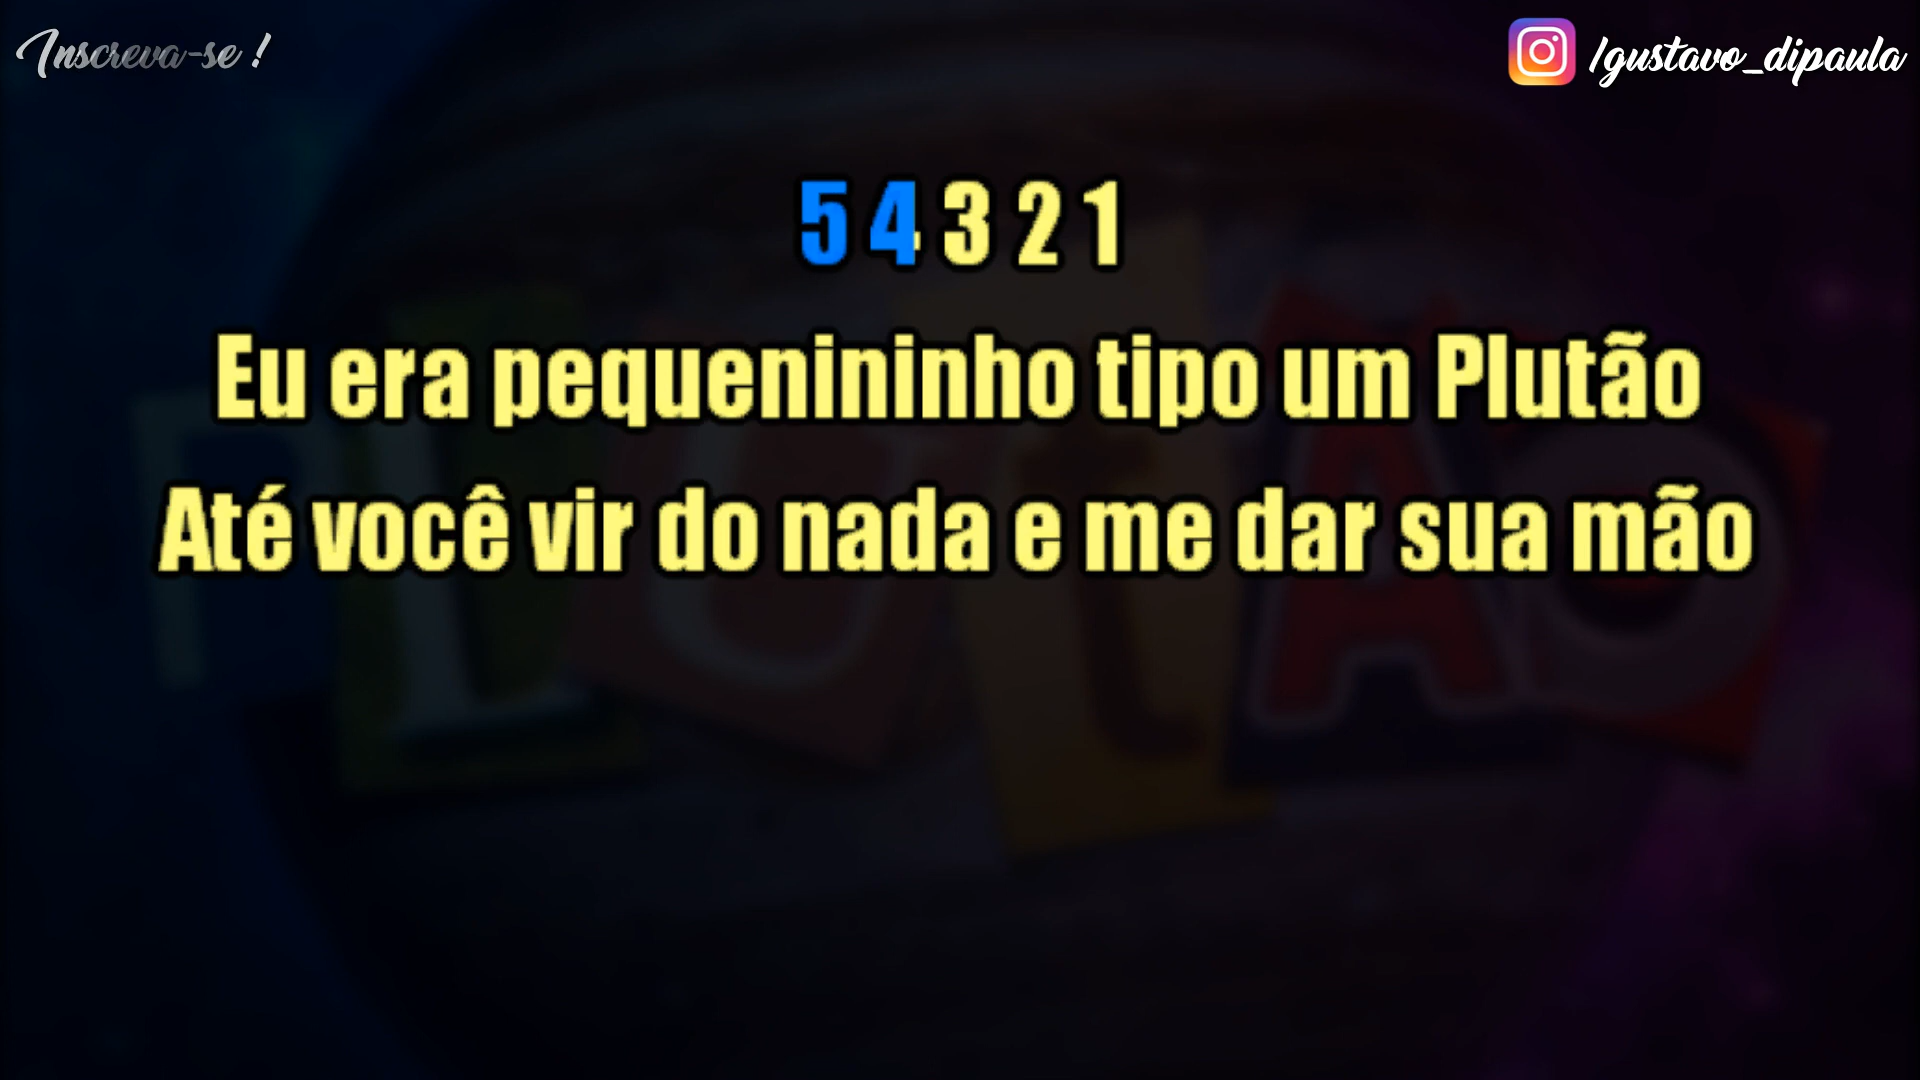 Inscreva-se !
/gustavo_dipaula
5 4 3 2 1
Eu era pequenininho tipo um Plutão
Até você vir do nada e me dar sua mão
PLUTÃO